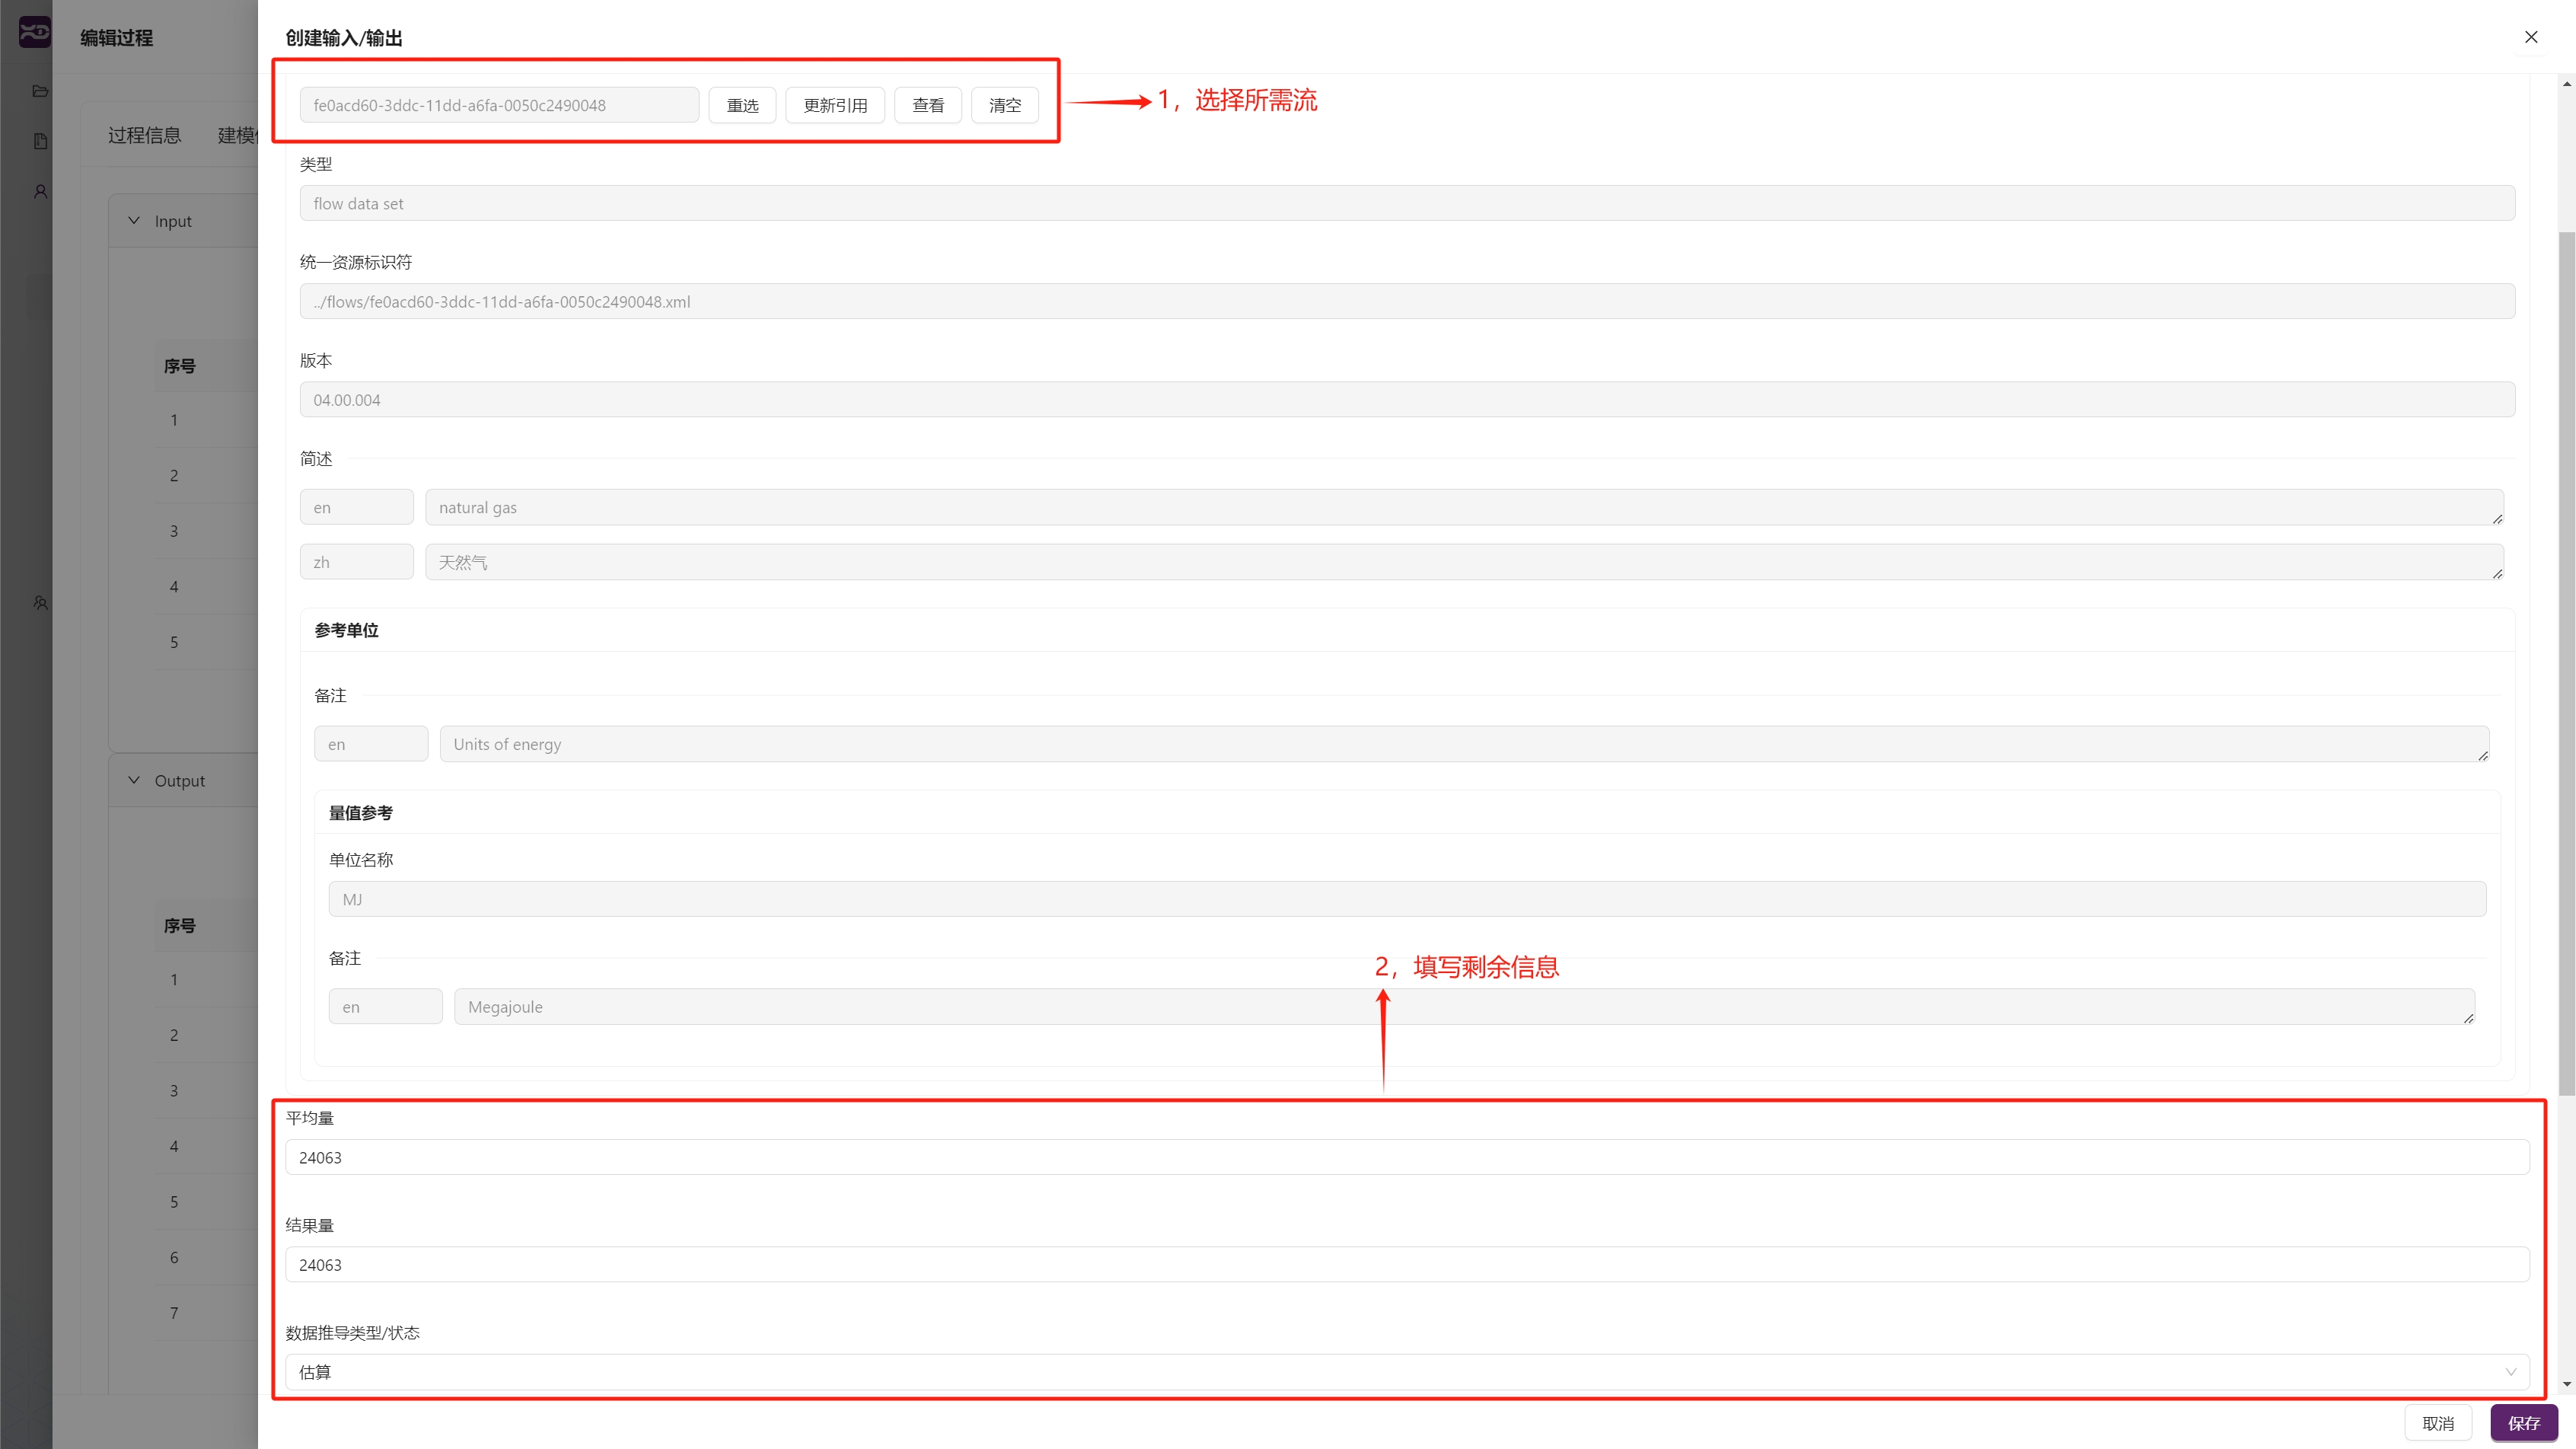 编辑过程
创建输入/输出
过程信息
建模
fe0acd60-3ddc-11dd-a6fa-0050c2490048
重选
更新引用
查看
清空
1，选择所需流
类型
flow data set
统一资源标识符
../flows/fe0acd60-3ddc-11dd-a6fa-0050c2490048.xml
版本
04.00.004
简述
en
natural gas
zh
天然气
参考单位
备注
en
Units of energy
量值参考
单位名称
MJ
备注
en
Megajoule
2，填写剩余信息
平均量
24063
结果量
24063
数据推导类型/状态
估算
取消
保存
Input
序号
1
2
3
4
5
Output
序号
1
2
3
4
5
6
7